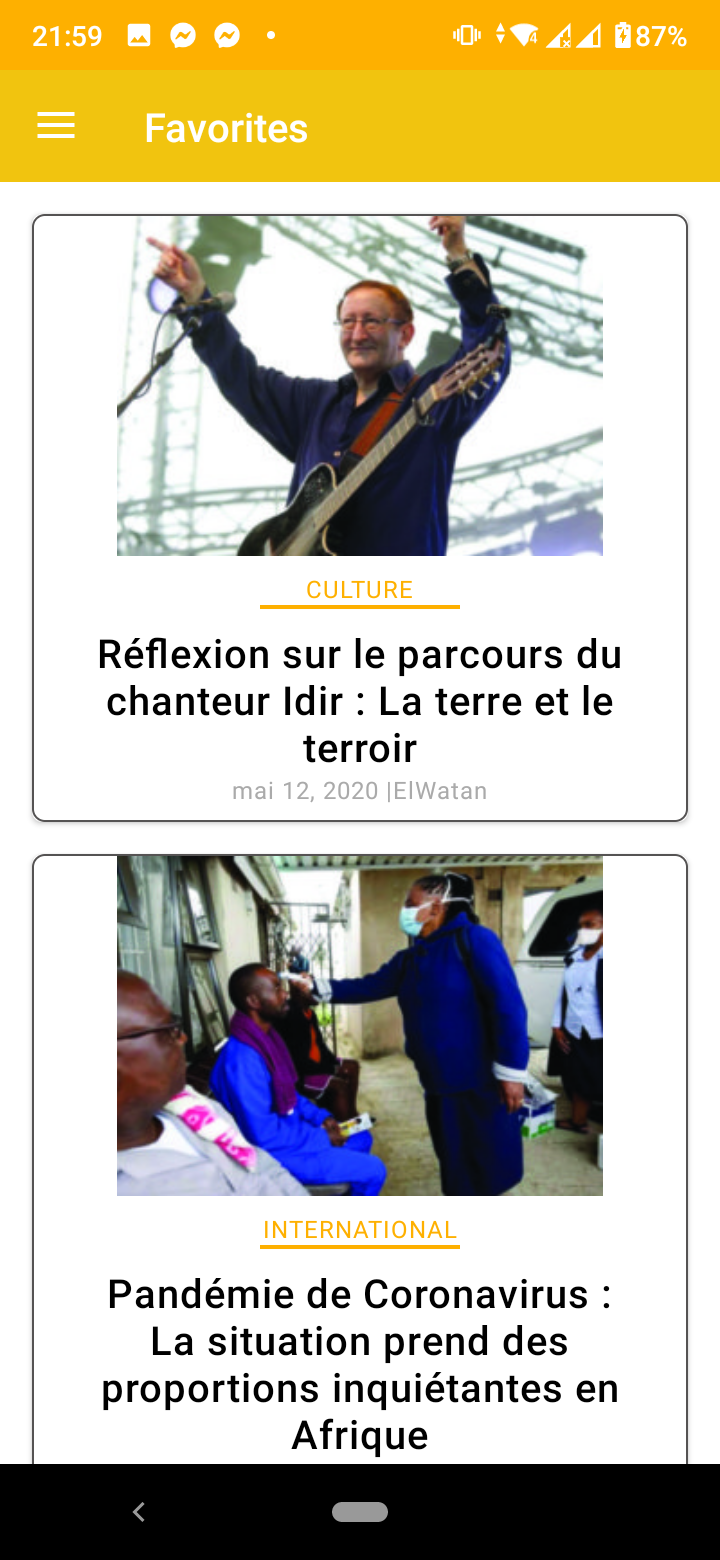 21:59
87%
Favorites
CULTURE
Réflexion sur le parcours du
chanteur Idir : La terre et le
terroir
mai 12, 2020 |ElWatan
INTERNATIONAL
Pandémie de Coronavirus :
La situation prend des
proportions inquiétantes en
Afrique